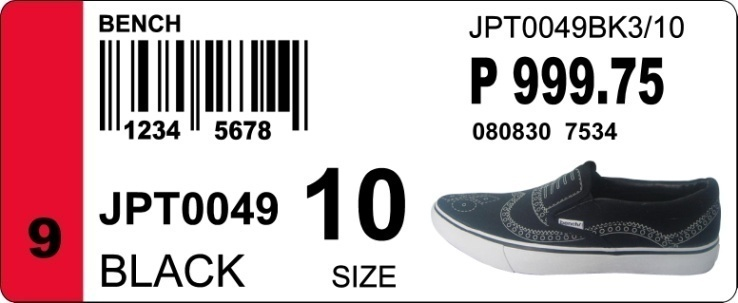 BENCH
1234 5678
JPT0049BK3/10
P 999.75
080830 7534
9
JPT0049
BLACK
10
SIZE